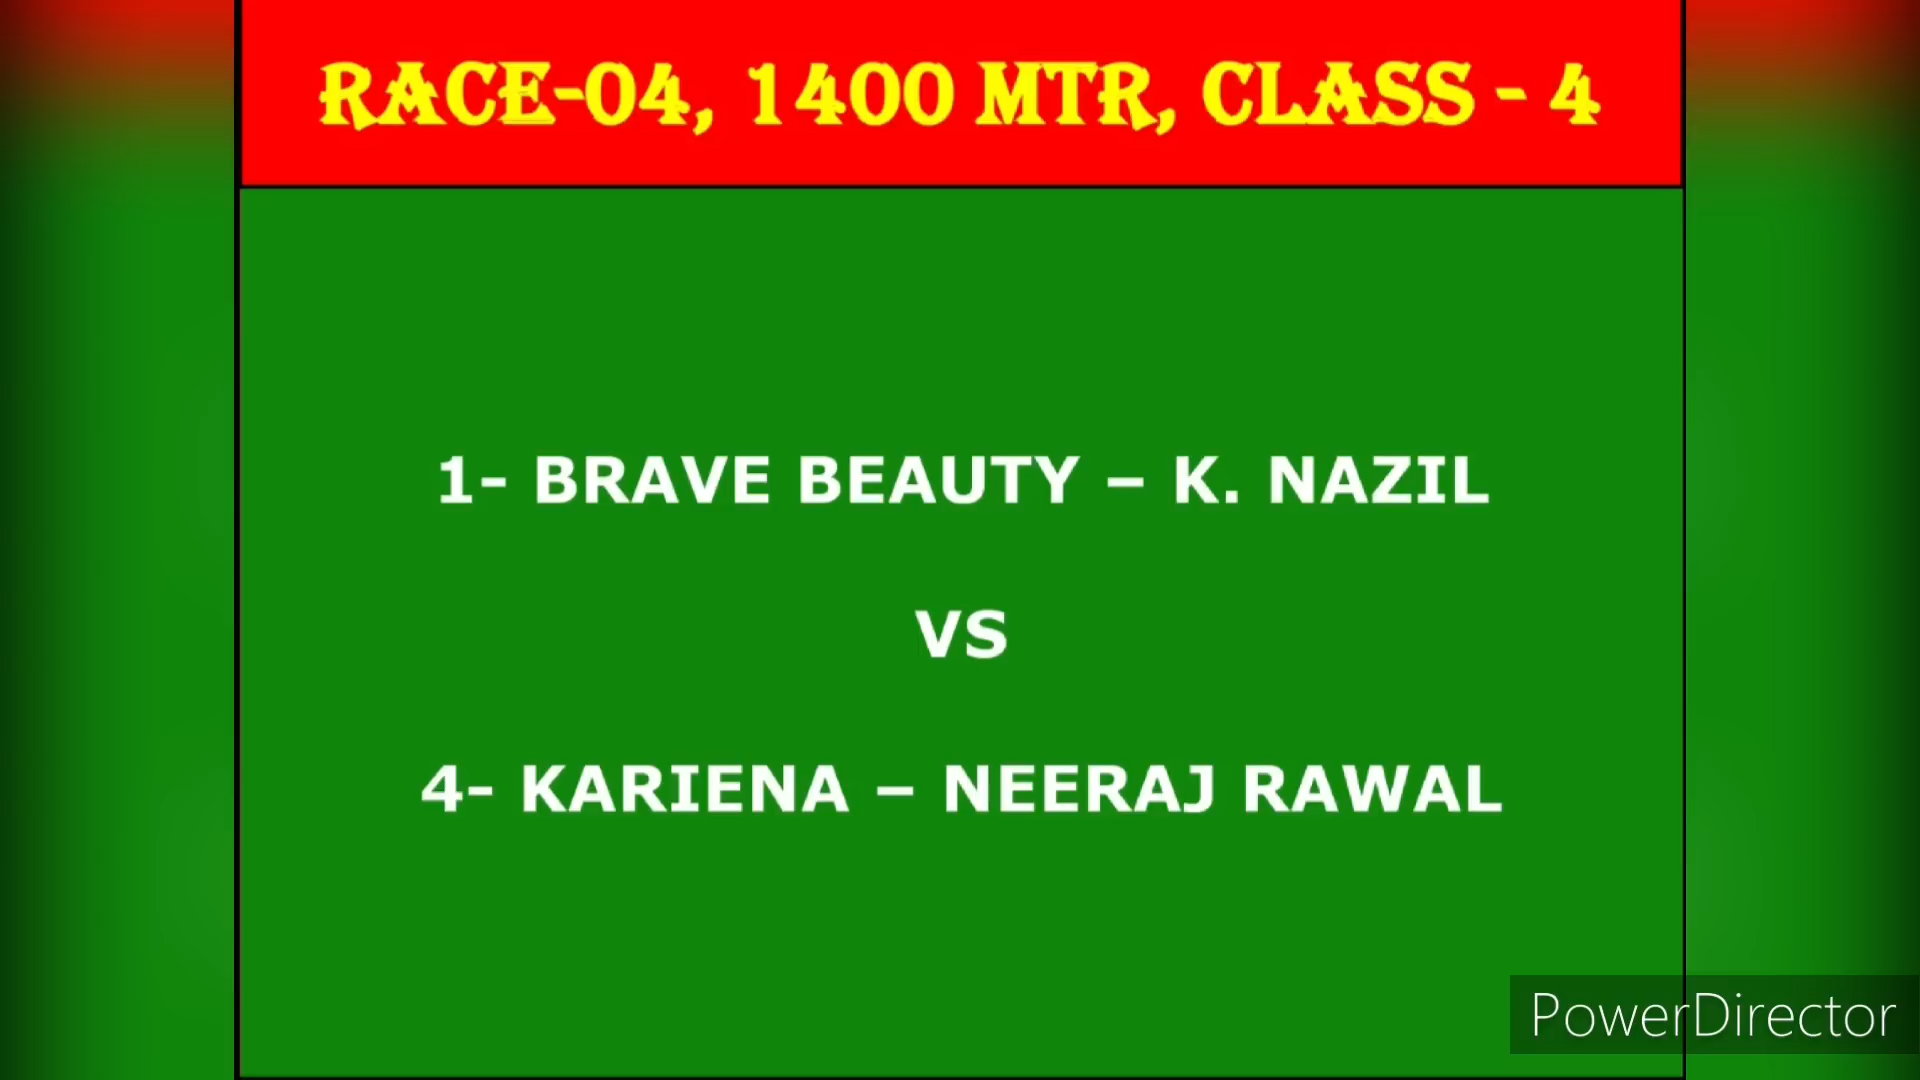 RACE-04, 1400 MTR, CLASS - 4
1- BRAVE BEAUTY – K. NAZIL
VS
4- KARIENA – NEERAJ RAWAL
PowerDirector